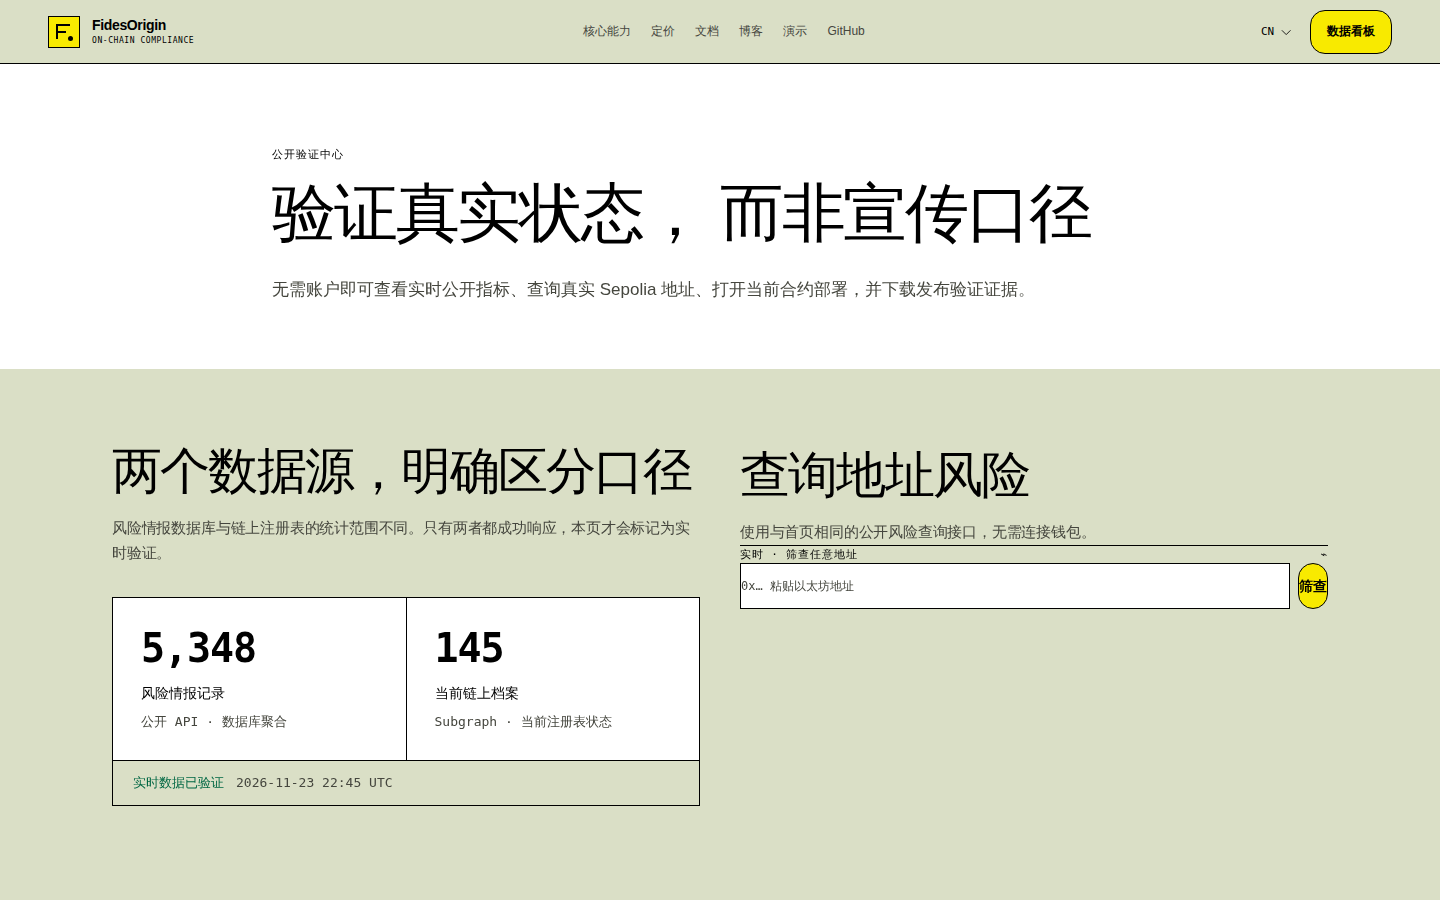 FidesOrigin
ON-CHAIN COMPLIANCE
核心能力
定价
文档
博客
演示
GitHub
CN
数据看板
公开验证中心
验证真实状态， 而非宣传口径
无需账户即可查看实时公开指标、查询真实 Sepolia 地址、打开当前合约部署，并下载发布验证证据。
两个数据源，明确区分口径
风险情报数据库与链上注册表的统计范围不同。只有两者都成功响应，本页才会标记为实
时验证。
5,348
风险情报记录
公开 API · 数据库聚合
145
当前链上档案
Subgraph · 当前注册表状态
实时数据已验证 2026-11-23 22:45 UTC
查询地址风险
使用与首页相同的公开风险查询接口，无需连接钱包。
实时 · 筛查任意地址
0x… 粘贴以太坊地址
筛查